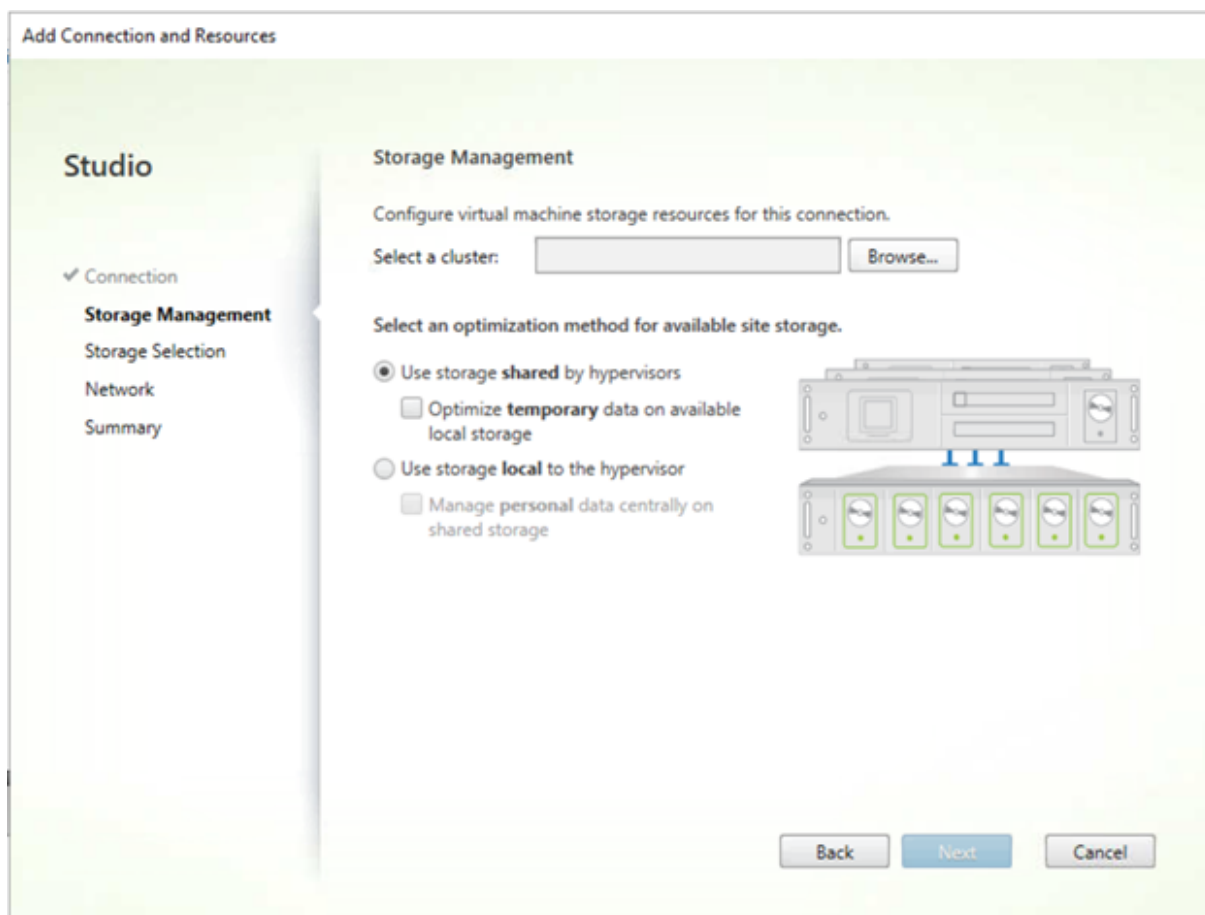 Add Connection and Resources
Studio
Connection
Storage Management
Storage Selection
Network
Summary
Storage Management
Configure virtual machine storage resources for this connection.
Select a cluster:
Browse...
Select an optimization method for available site storage.
Use storage shared by hypervisors
Optimize temporary data on available
local storage
Use storage local to the hypervisor
Manage personal data centrally on
shared storage
Back
Next
Cancel